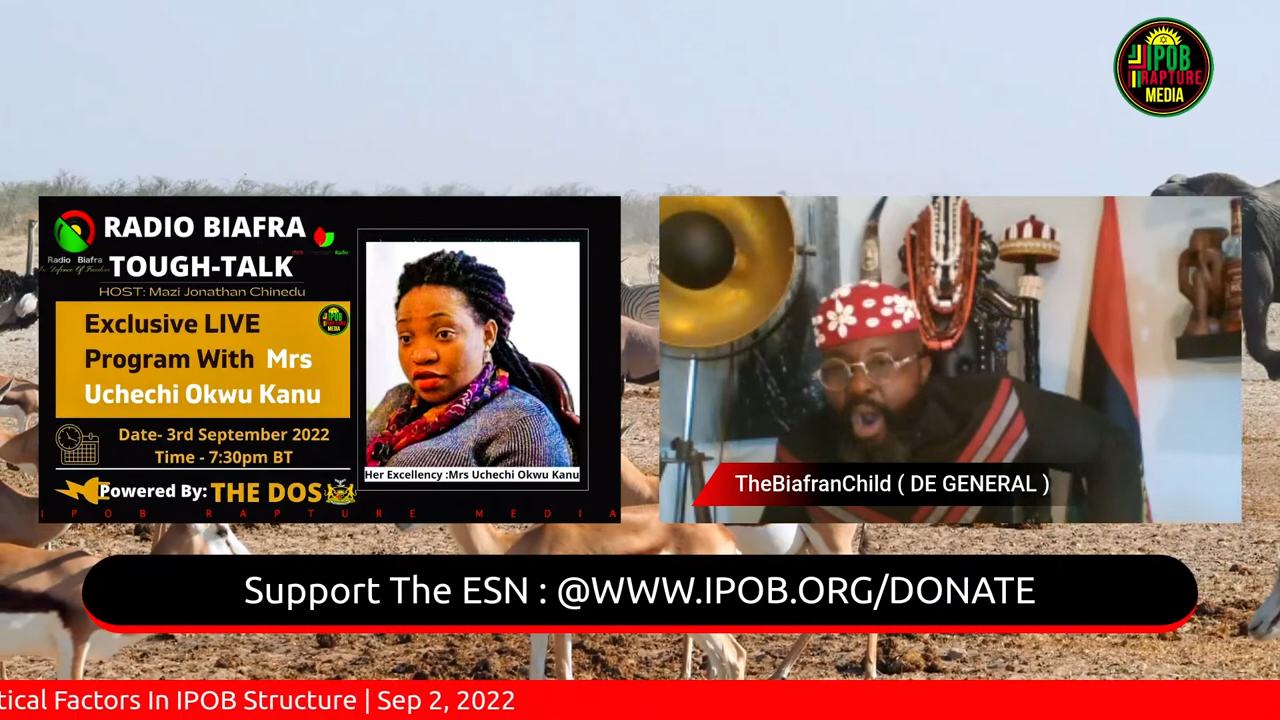 IPOB
RAPTURE
MEDIA
RADIO BIAFRA
TOUGH-TALK
Radio Biafra
HOST: Mazi Jonathan Chinedu
Exclusive LIVE
Program With Mrs
Uchechi Okwu Kanu
Date- 3rd September 2022
Time - 7:30pm BT
Powered By: THE DOS
Her Excellency :Mrs Uchechi Okwu Kanu
IPOB RAPTURE MEDIA
TheBiafranChild ( DE GENERAL )
Support The ESN : @WWW.IPOB.ORG/DONATE
tical Factors In IPOB Structure | Sep 2, 2022